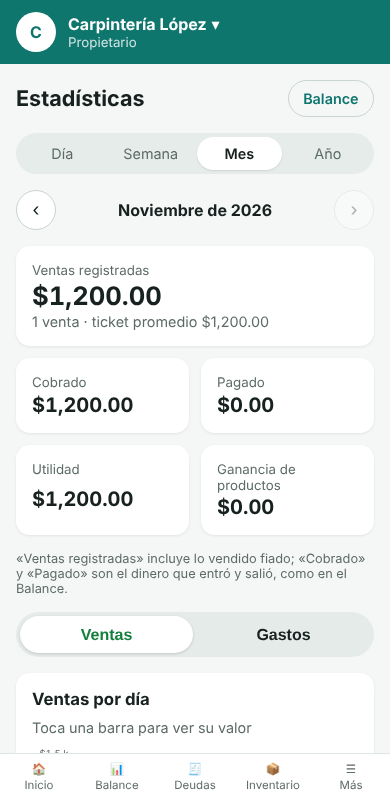 C
Carpintería López ▾
Propietario
Estadísticas
Balance
Día Semana Mes Año
‹ Noviembre de 2026 ›
Ventas registradas
$1,200.00
1 venta · ticket promedio $1,200.00
Cobrado
$1,200.00
Pagado
$0.00
Utilidad
$1,200.00
Ganancia de
productos
$0.00
«Ventas registradas» incluye lo vendido fiado; «Cobrado»
y «Pagado» son el dinero que entró y salió, como en el
Balance.
Ventas Gastos
Ventas por día
Toca una barra para ver su valor
Inicio Balance Deudas Inventario Más